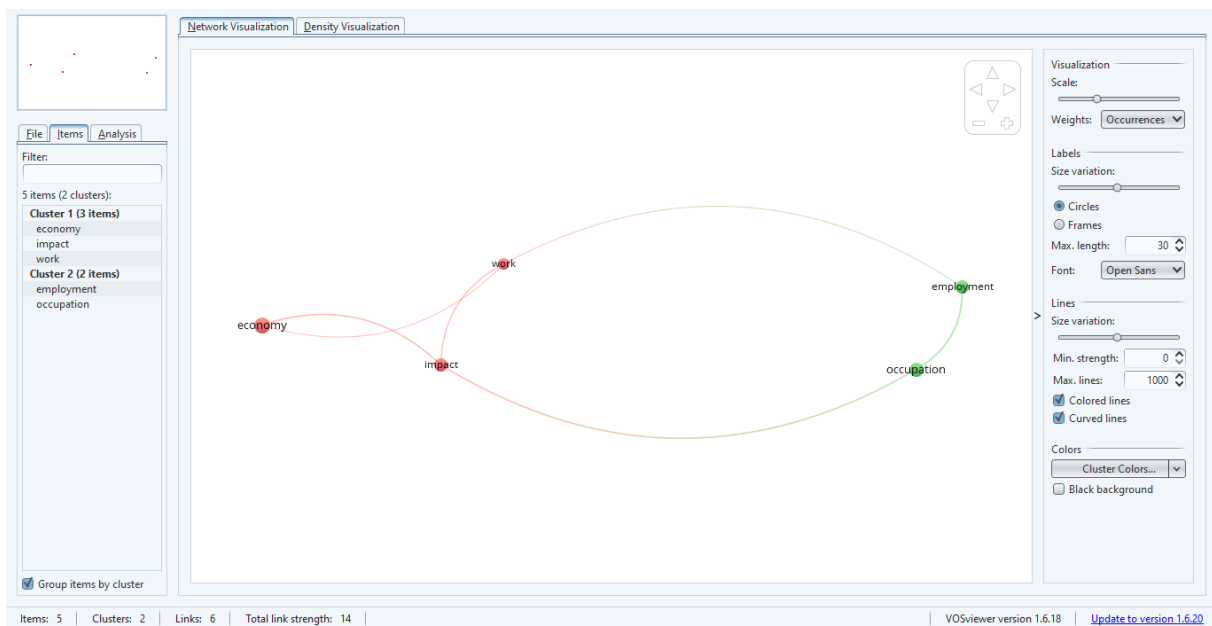 Network Visualization Density Visualization
File Items Analysis
Filter:
5 items (2 clusters):
Cluster 1 (3 items)
economy
impact
work
Cluster 2 (2 items)
employment
occupation
Group items by cluster
work
employment
economy
impact
occupation
>
Visualization
Scale:
Weights: Occurrences
Labels
Size variation:
Circles
Frames
Max. length: 30
Font: Open Sans
Lines
Size variation:
Min. strength: 0
Max. lines: 1000
Colored lines
Curved lines
Colors
Cluster Colors...
Black background
Items: 5 Clusters: 2 Links: 6 Total link strength: 14 VOSviewer version 1.6.18 Update to version 1.6.20